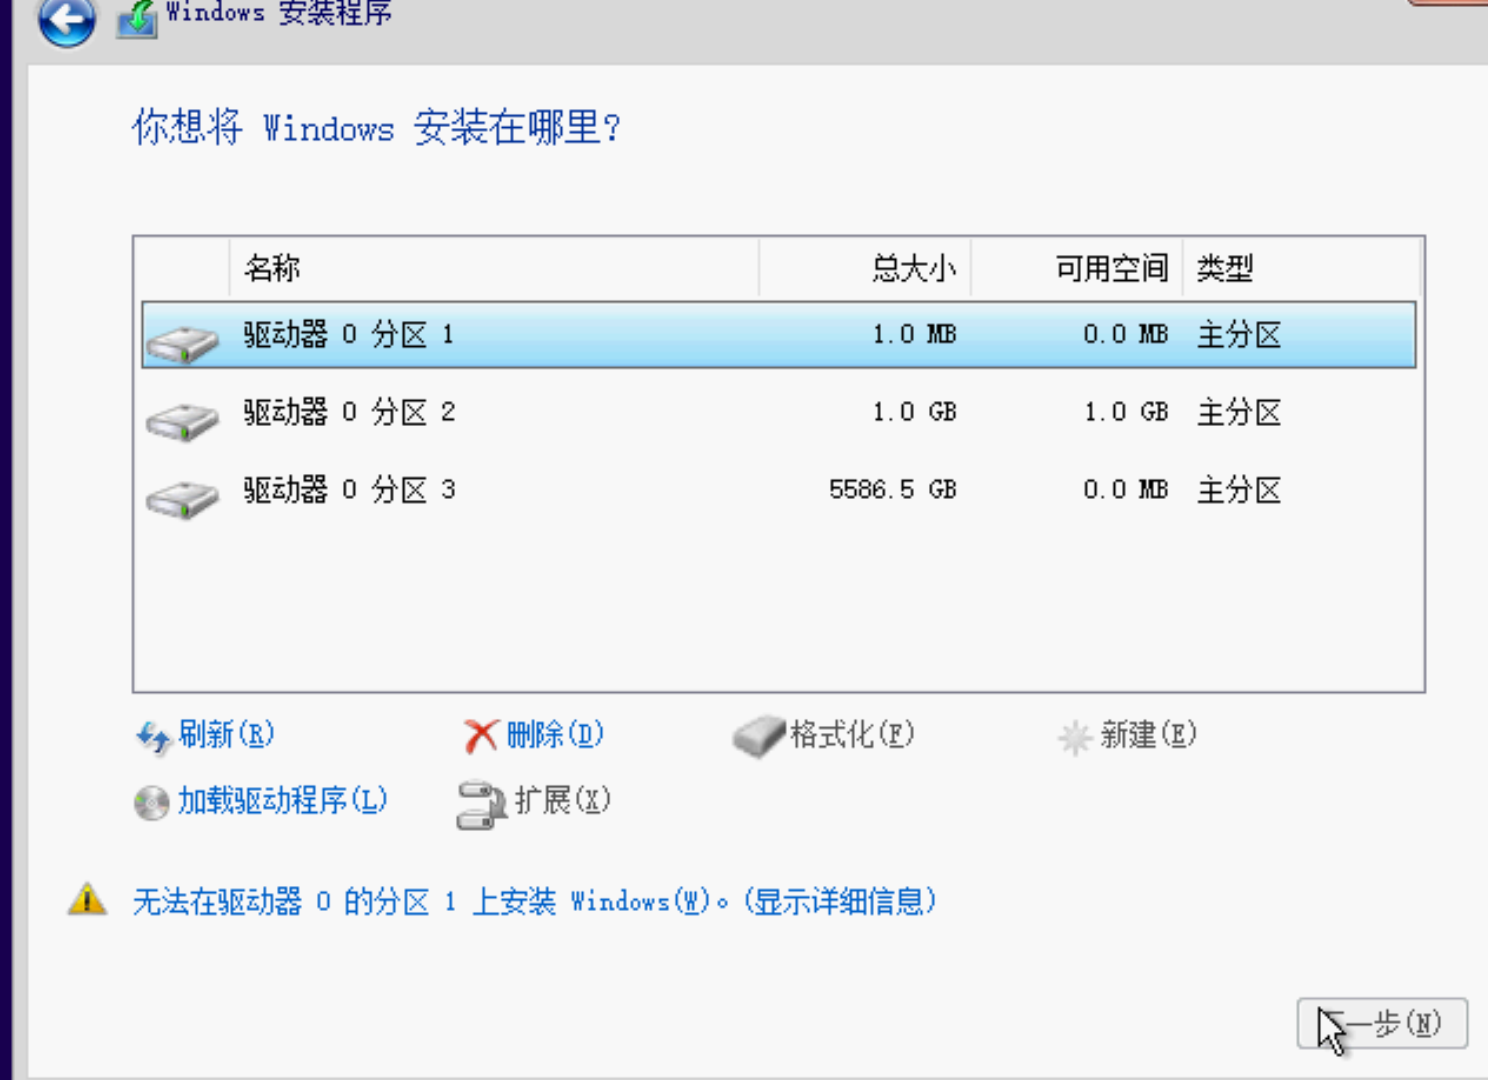 Windows 安装程序
你想将 Windows 安装在哪里?
名称 总大小 可用空间 类型
驱动器 0 分区 1 1.0 MB 0.0 MB 主分区
驱动器 0 分区 2 1.0 GB 1.0 GB 主分区
驱动器 0 分区 3 5586.5 GB 0.0 MB 主分区
刷新(R) 删除(D) 格式化(F) 新建(E)
加载驱动程序(L) 扩展(X)
无法在驱动器 0 的分区 1 上安装 Windows(W)。(显示详细信息)
下一步(N)